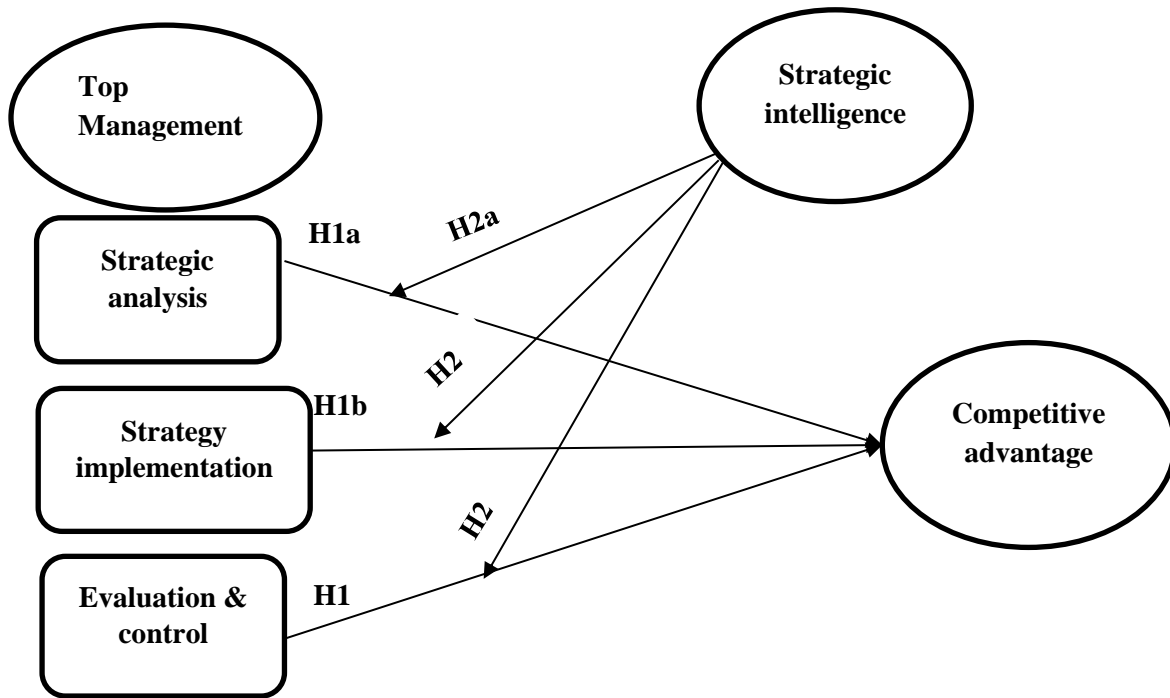 Top
Management
Strategic
intelligence
H1a
H2a
Strategic
analysis
H2
H1b
Strategy
implementation
Competitive
advantage
H2
Evaluation &
control
H1